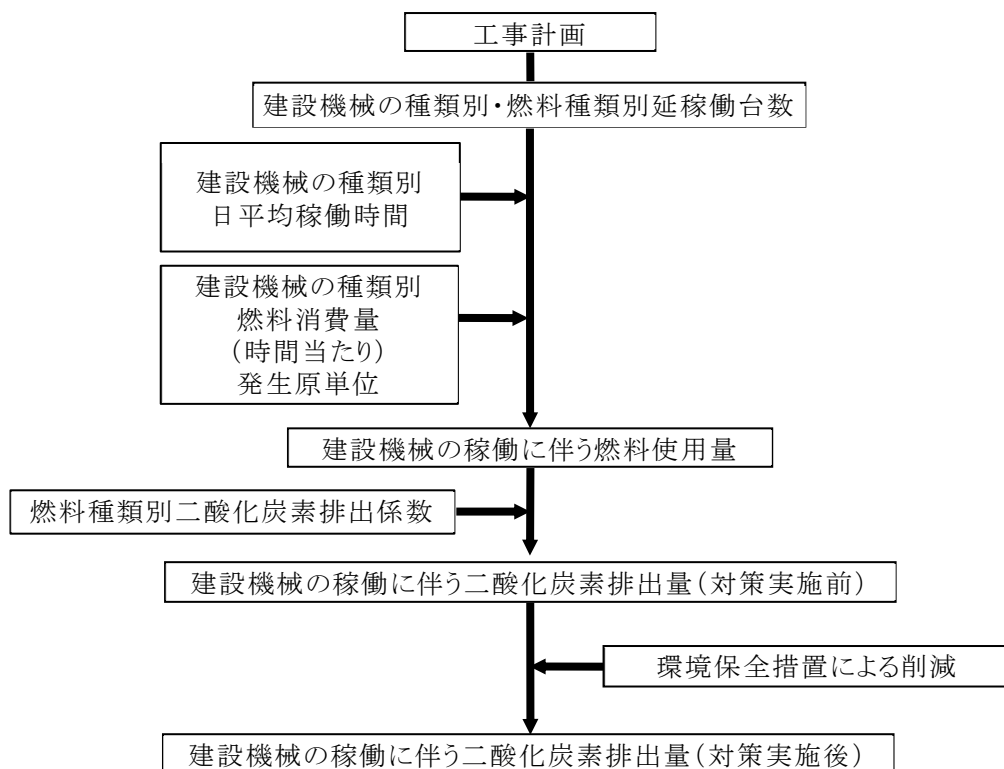 工事計画
建設機械の種類別・燃料種類別延稼働台数
建設機械の種類別
日平均稼働時間
建設機械の種類別
燃料消費量
(時間当たり)
発生原単位
建設機械の稼働に伴う燃料使用量
燃料種類別二酸化炭素排出係数
建設機械の稼働に伴う二酸化炭素排出量(対策実施前)
環境保全措置による削減
建設機械の稼働に伴う二酸化炭素排出量(対策実施後)